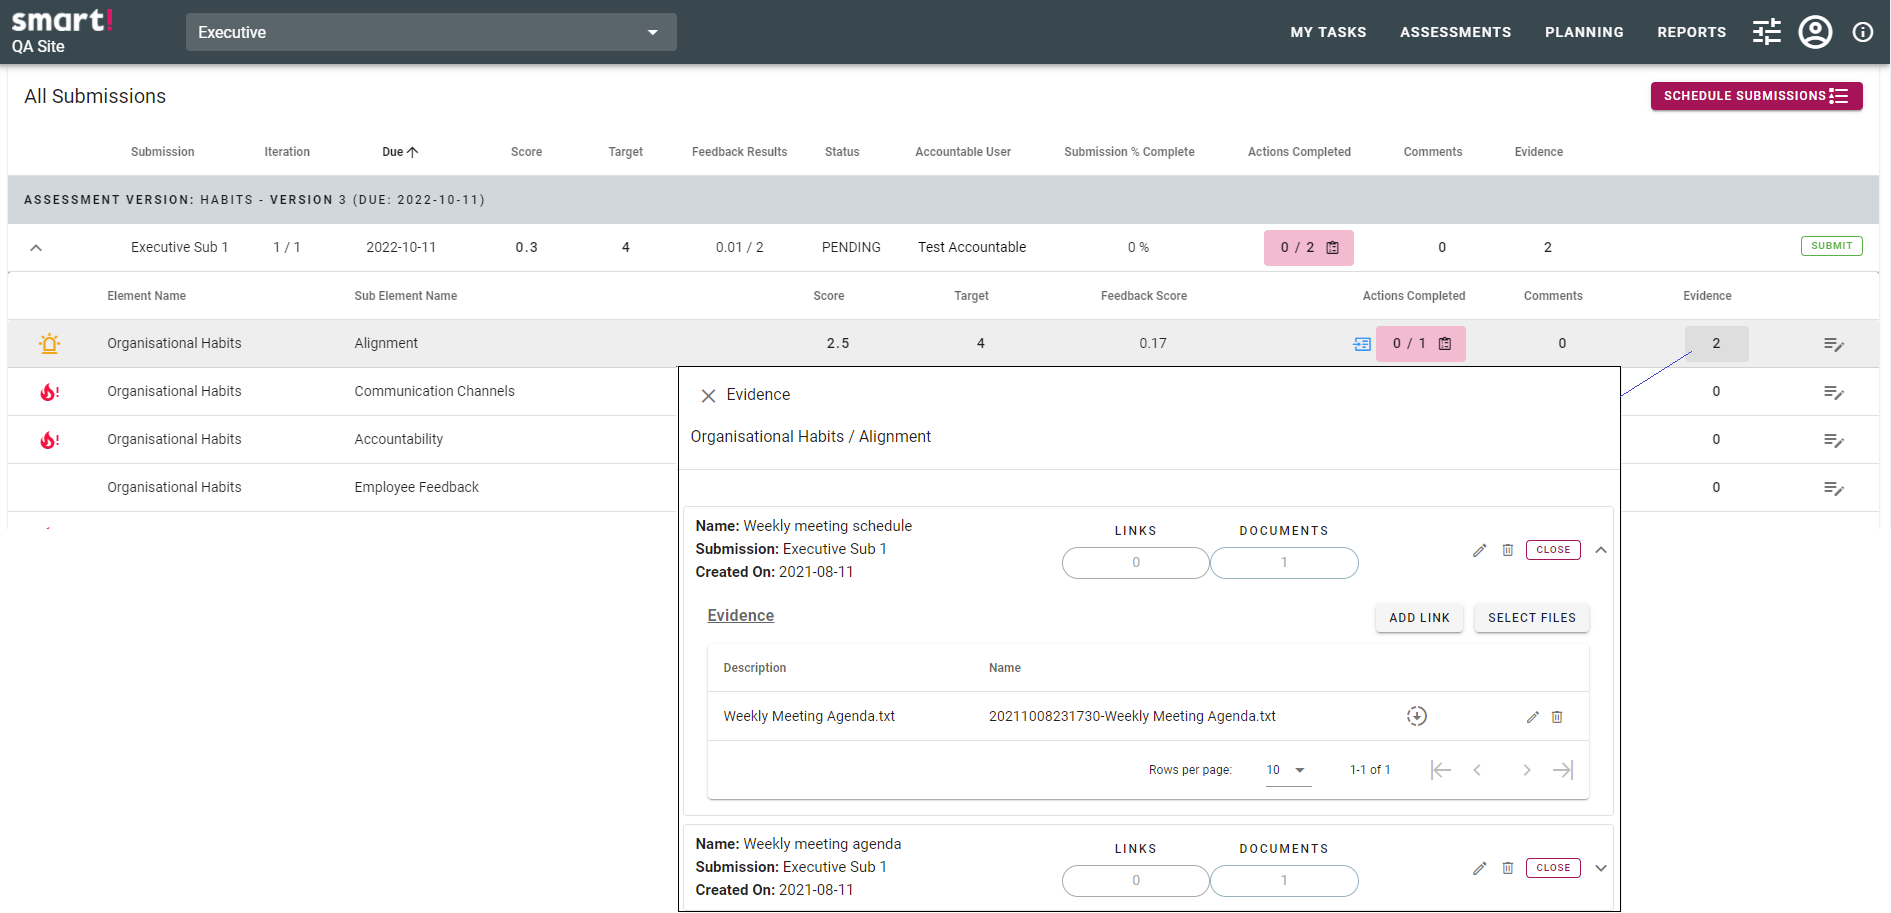 smart!
QA Site
Executive
MY TASKS ASSESSMENTS PLANNING REPORTS
All Submissions
SCHEDULE SUBMISSIONS
Submission Iteration Due Score Target Feedback Results Status Accountable User Submission % Complete Actions Completed Comments Evidence
ASSESSMENT VERSION: HABITS - VERSION 3 (DUE: 2022-10-11)
Executive Sub 1 1 / 1 2022-10-11 0.3 4 0.01 / 2 PENDING Test Accountable 0 % 0 / 2 0 2 SUBMIT
Element Name Sub Element Name Score Target Feedback Score Actions Completed Comments Evidence
Organisational Habits Alignment 2.5 4 0.17 0 / 1 0 2
Organisational Habits Communication Channels 0
Organisational Habits Accountability 0
Organisational Habits Employee Feedback 0
Evidence
Organisational Habits / Alignment
Name: Weekly meeting schedule
Submission: Executive Sub 1
Created On: 2021-08-11
LINKS DOCUMENTS
0 1
CLOSE
Evidence
ADD LINK SELECT FILES
Description Name
Weekly Meeting Agenda.txt 20211008231730-Weekly Meeting Agenda.txt
Rows per page: 10 1-1 of 1
Name: Weekly meeting agenda
Submission: Executive Sub 1
Created On: 2021-08-11
LINKS DOCUMENTS
0 1
CLOSE